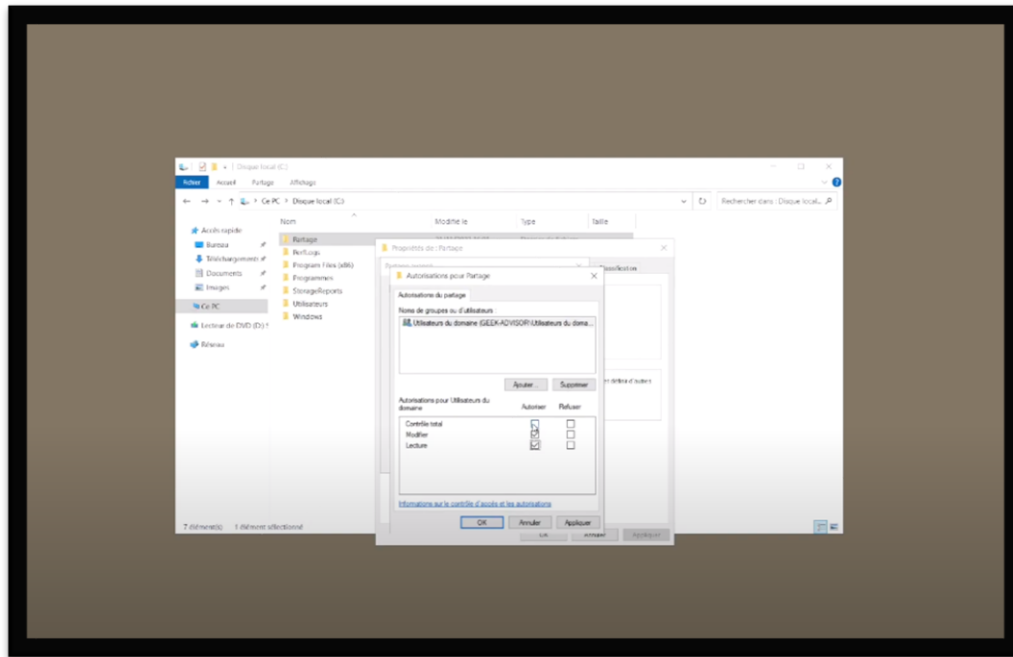 Disque local (C:)
Fichier Accueil Partage Affichage
Ce PC > Disque local (C:)
Rechercher dans : Disque local...
Nom Modifié le Type Taille
Accès rapide
Bureau
Téléchargements
Documents
Images
Ce PC
Lecteur de DVD (D:)
Réseau
Partage
PerfLogs
Program Files (x86)
Programmes
StorageReports
Utilisateurs
Windows
Propriétés de : Partage
Autorisations pour Partage
Autorisations du partage
Noms de groupes ou d'utilisateurs :
Utilisateurs du domaine (GEEK-ADVISOR\Utilisateurs du doma...
Ajouter... Supprimer
Autorisations pour Utilisateurs du
domaine Autoriser Refuser
Contrôle total
Modifier
Lecture
Informations sur le contrôle d'accès et les autorisations
OK Annuler Appliquer
OK Annuler Appliquer
7 élément(s) 1 élément sélectionné